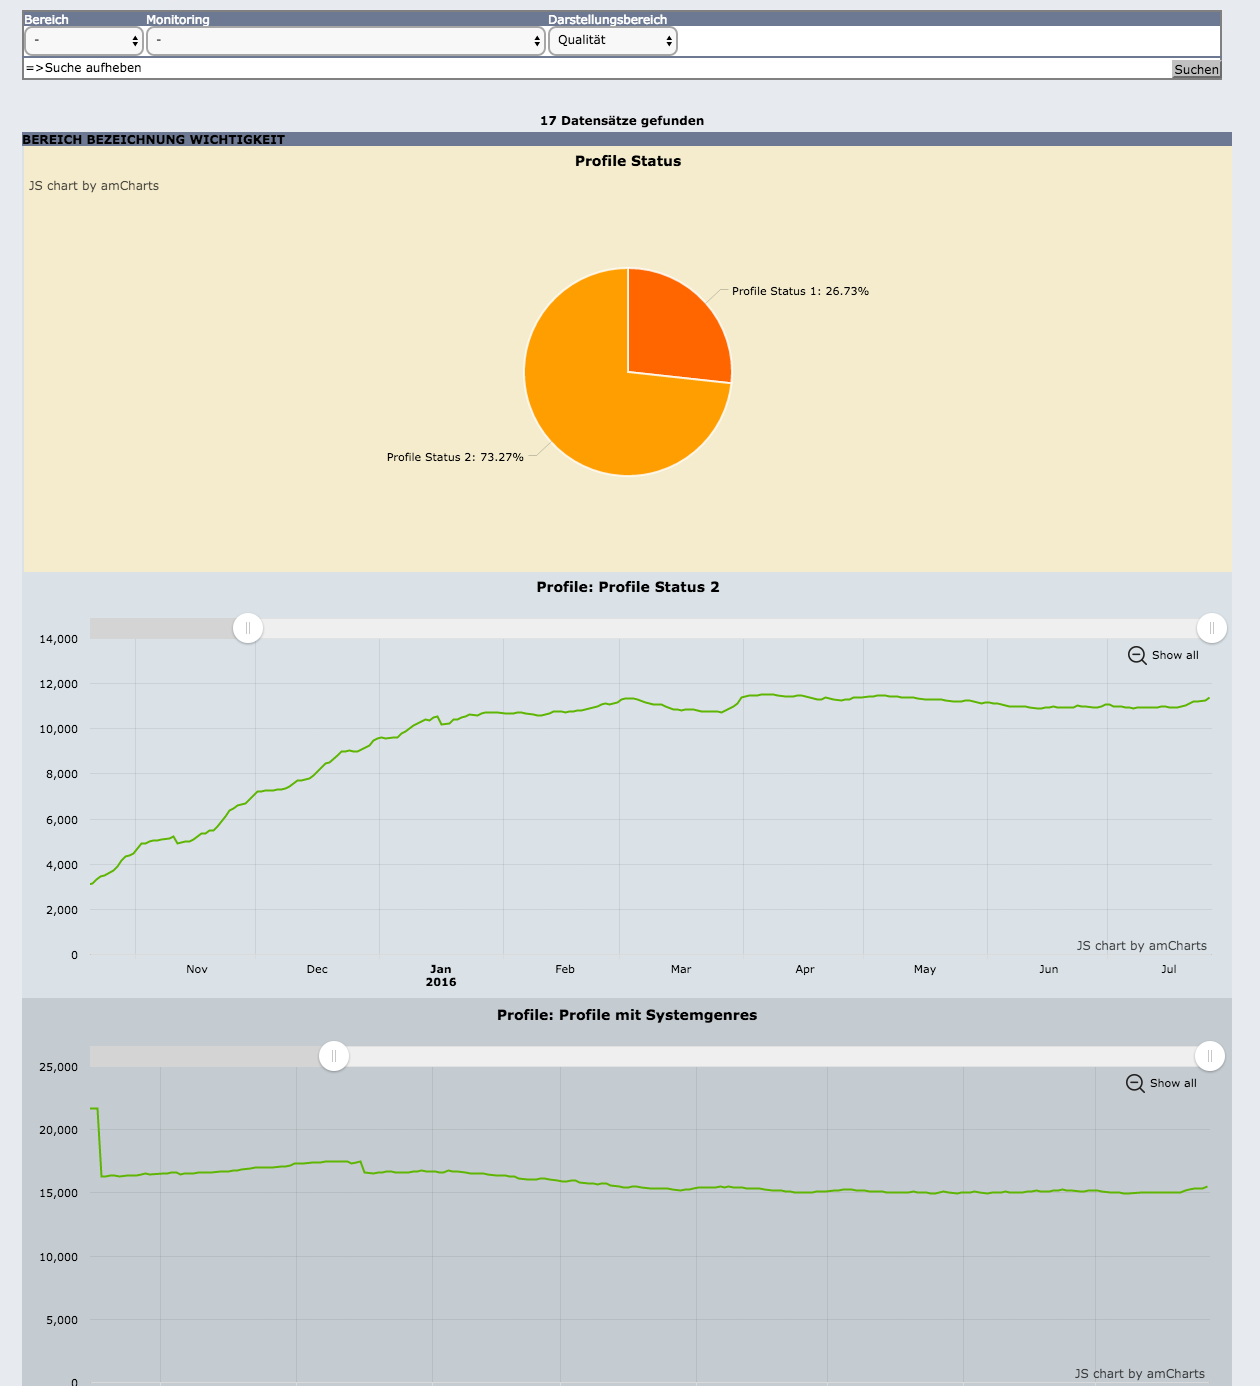 Bereich Monitoring Darstellungsbereich
- - Qualität
=>Suche aufheben Suchen
17 Datensätze gefunden
BEREICH BEZEICHNUNG WICHTIGKEIT
Profile Status
JS chart by amCharts
Profile Status 1: 26.73%
Profile Status 2: 73.27%
Profile: Profile Status 2
14,000
Show all
12,000
10,000
8,000
6,000
4,000
2,000
JS chart by amCharts
0
Nov Dec Jan Feb Mar Apr May Jun Jul
2016
Profile: Profile mit Systemgenres
25,000
Show all
20,000
15,000
10,000
5,000
JS chart by amCharts
0